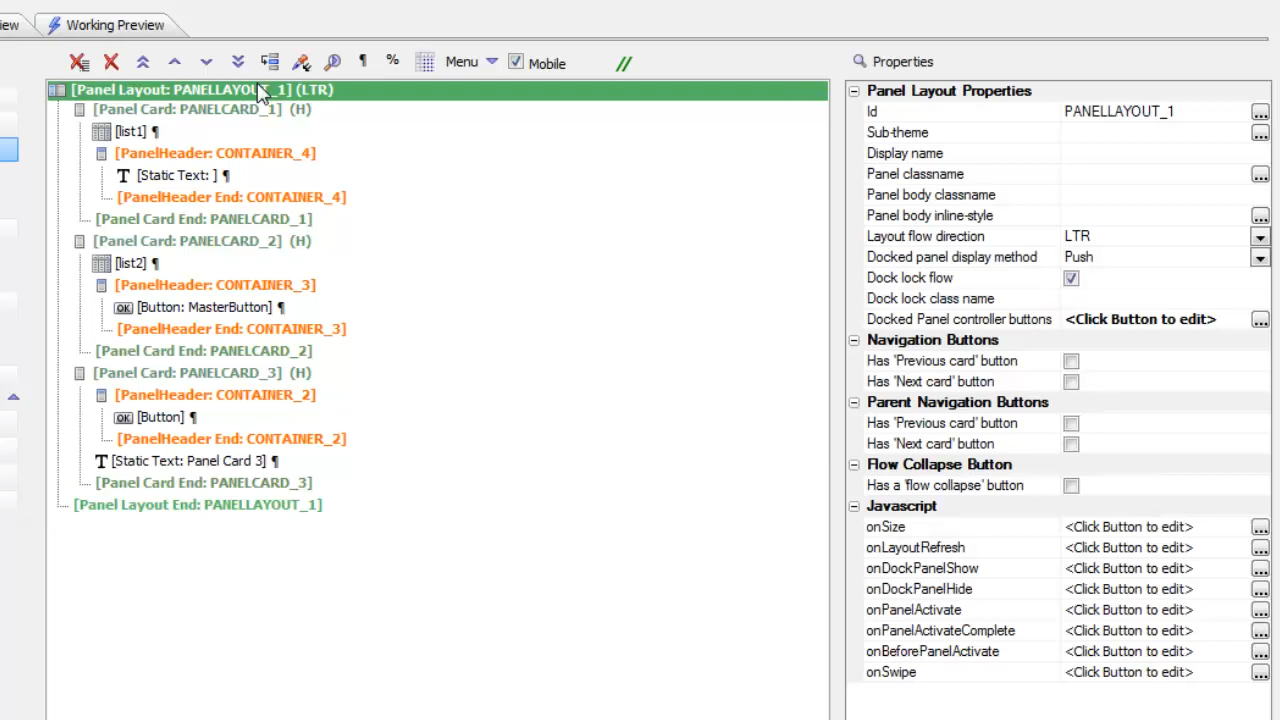 iew
Working Preview
¶ % Menu Mobile //
[Panel Layout: PANELLAYOUT_1] (LTR)
[Panel Card: PANELCARD_1] (H)
[list1] ¶
[PanelHeader: CONTAINER_4]
T [Static Text: ] ¶
[PanelHeader End: CONTAINER_4]
[Panel Card End: PANELCARD_1]
[Panel Card: PANELCARD_2] (H)
[list2] ¶
[PanelHeader: CONTAINER_3]
OK [Button: MasterButton] ¶
[PanelHeader End: CONTAINER_3]
[Panel Card End: PANELCARD_2]
[Panel Card: PANELCARD_3] (H)
[PanelHeader: CONTAINER_2]
OK [Button] ¶
[PanelHeader End: CONTAINER_2]
T [Static Text: Panel Card 3] ¶
[Panel Card End: PANELCARD_3]
[Panel Layout End: PANELLAYOUT_1]
Properties
Panel Layout Properties
Id PANELLAYOUT_1 ...
Sub-theme ...
Display name
Panel classname ...
Panel body classname
Panel body inline-style ...
Layout flow direction LTR
Docked panel display method Push
Dock lock flow
Dock lock class name
Docked Panel controller buttons <Click Button to edit> ...
Navigation Buttons
Has 'Previous card' button
Has 'Next card' button
Parent Navigation Buttons
Has 'Previous card' button
Has 'Next card' button
Flow Collapse Button
Has a 'flow collapse' button
Javascript
onSize <Click Button to edit> ...
onLayoutRefresh <Click Button to edit> ...
onDockPanelShow <Click Button to edit> ...
onDockPanelHide <Click Button to edit> ...
onPanelActivate <Click Button to edit> ...
onPanelActivateComplete <Click Button to edit> ...
onBeforePanelActivate <Click Button to edit> ...
onSwipe <Click Button to edit> ...